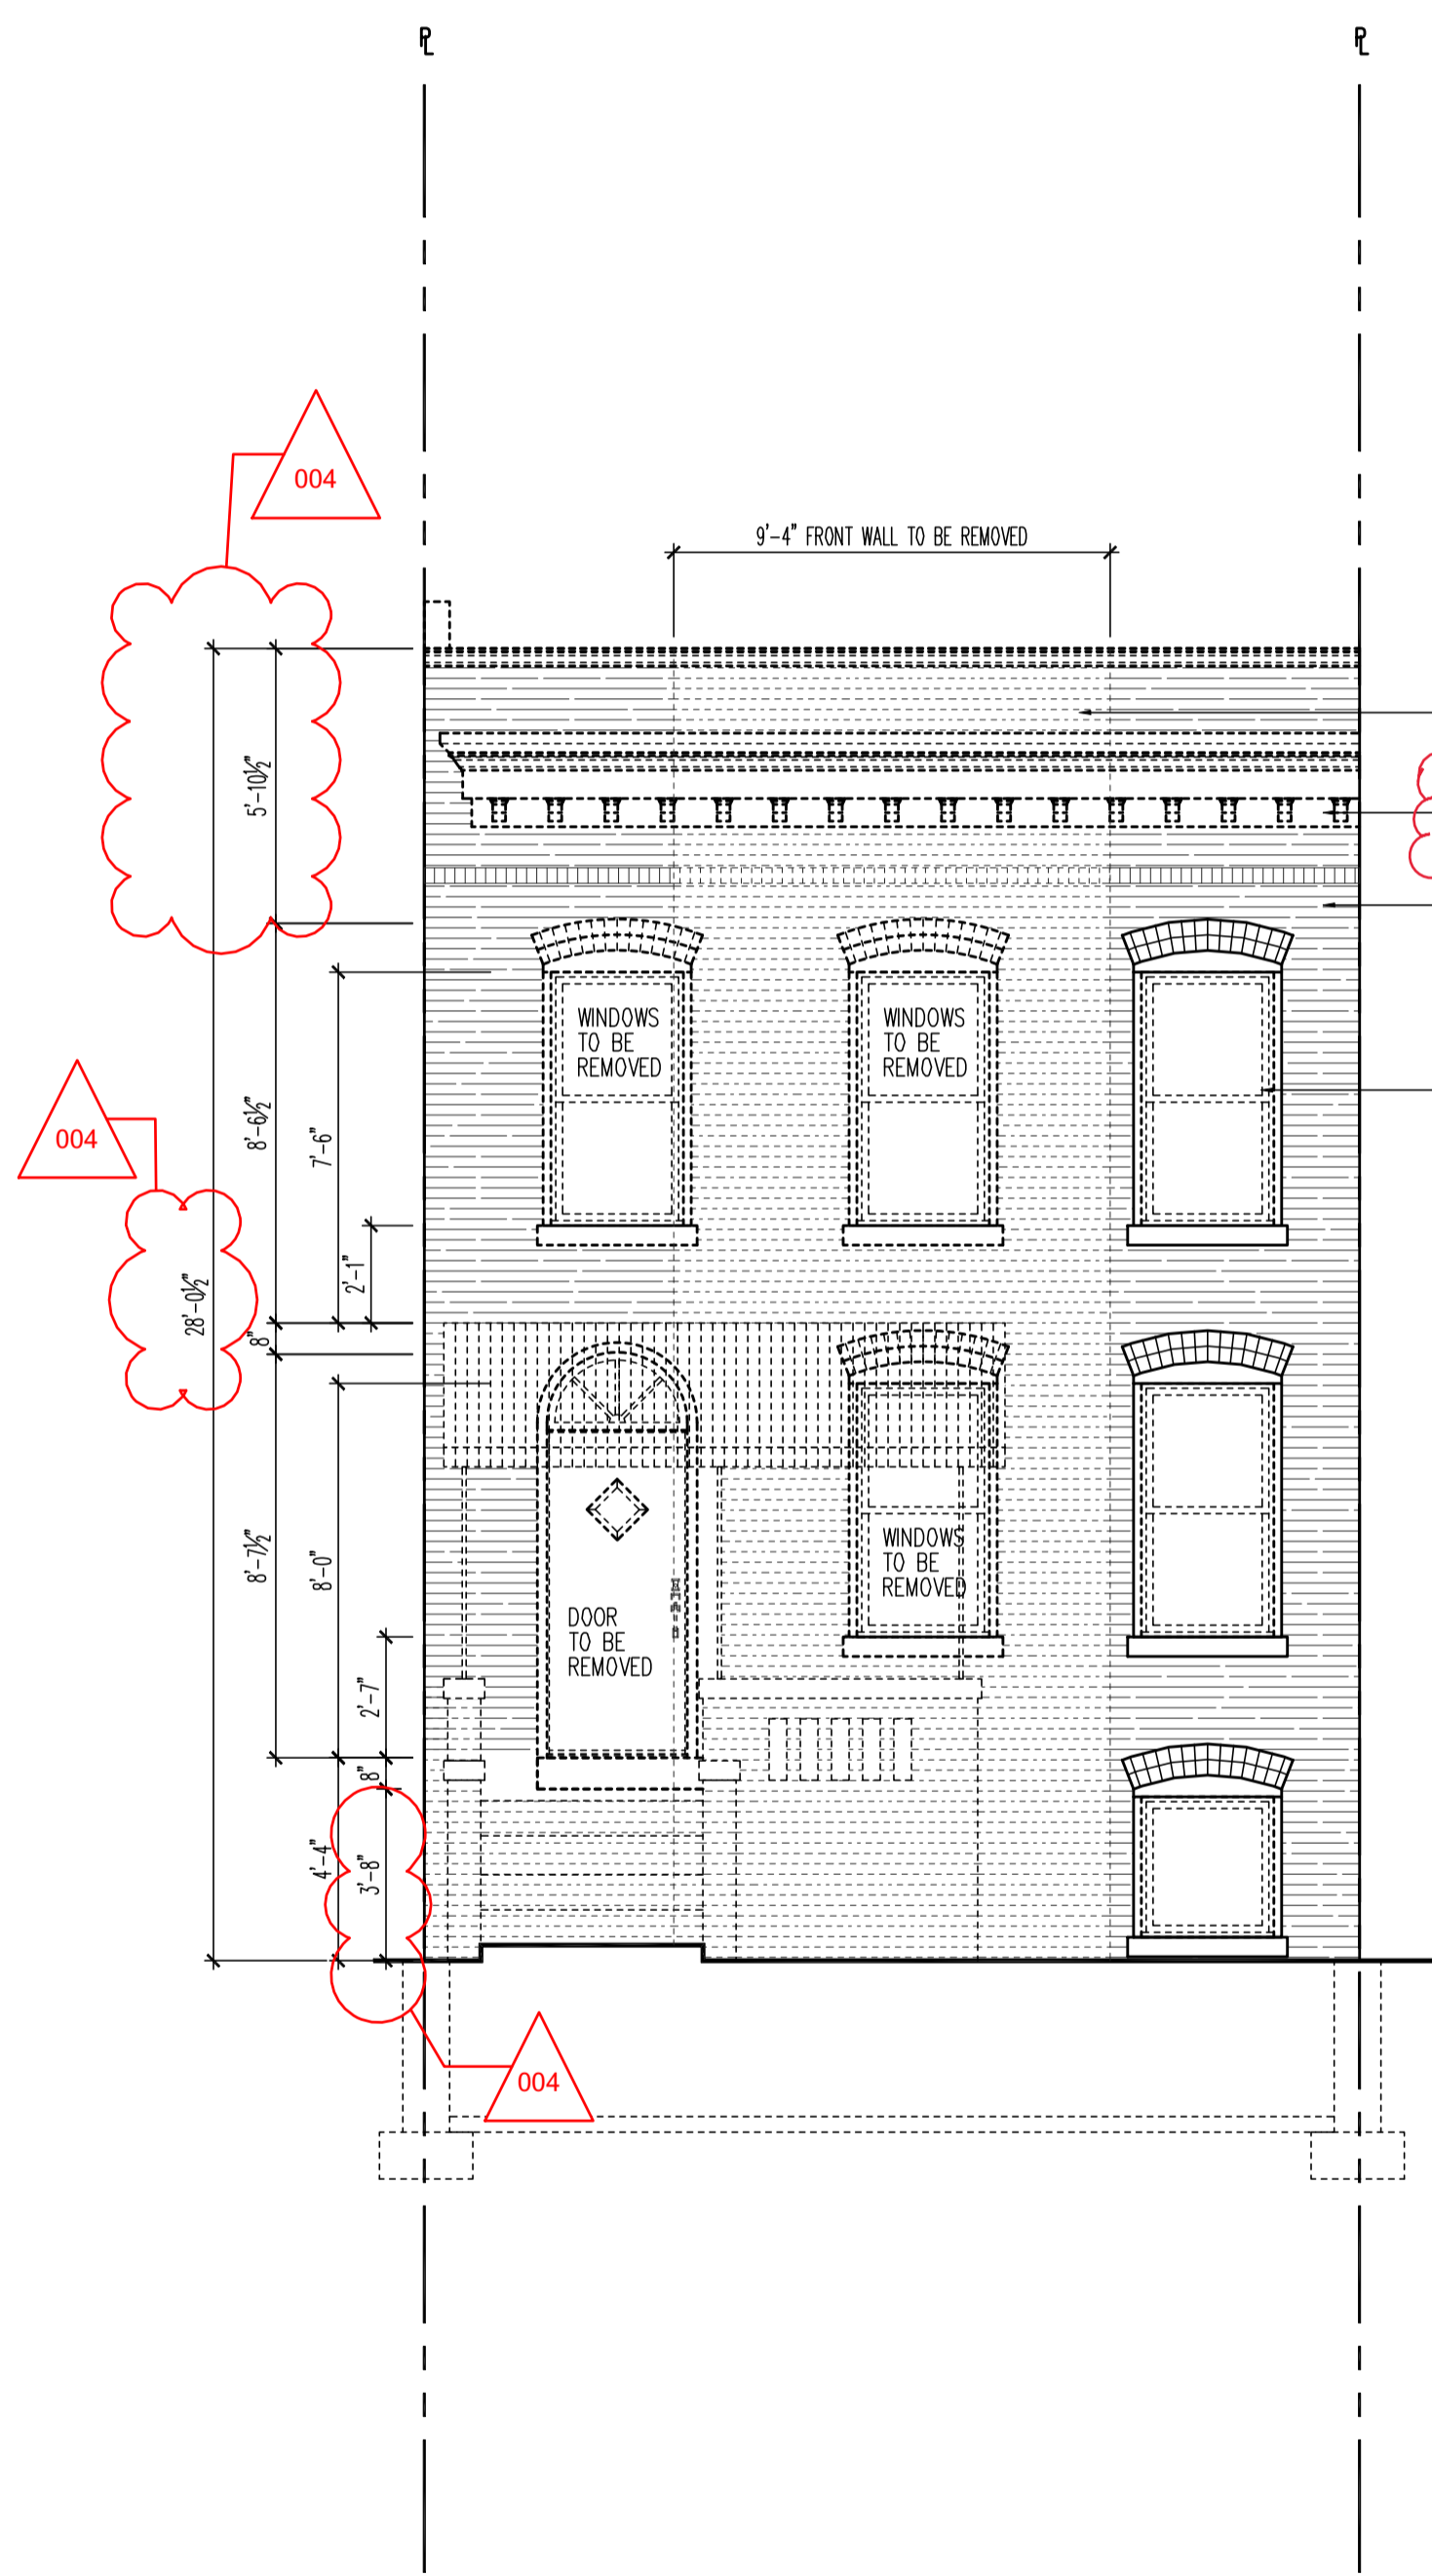 PL
PL
004
9'-4" FRONT WALL TO BE REMOVED
5'-10½"
WINDOWS
TO BE
REMOVED
WINDOWS
TO BE
REMOVED
004
8'-6½"
7'-6"
2'-1"
28'-0½"
8"
8'-7½"
8'-0"
WINDOWS
TO BE
REMOVED
DOOR
TO BE
REMOVED
2'-7"
8"
4'-4"
3'-8"
004